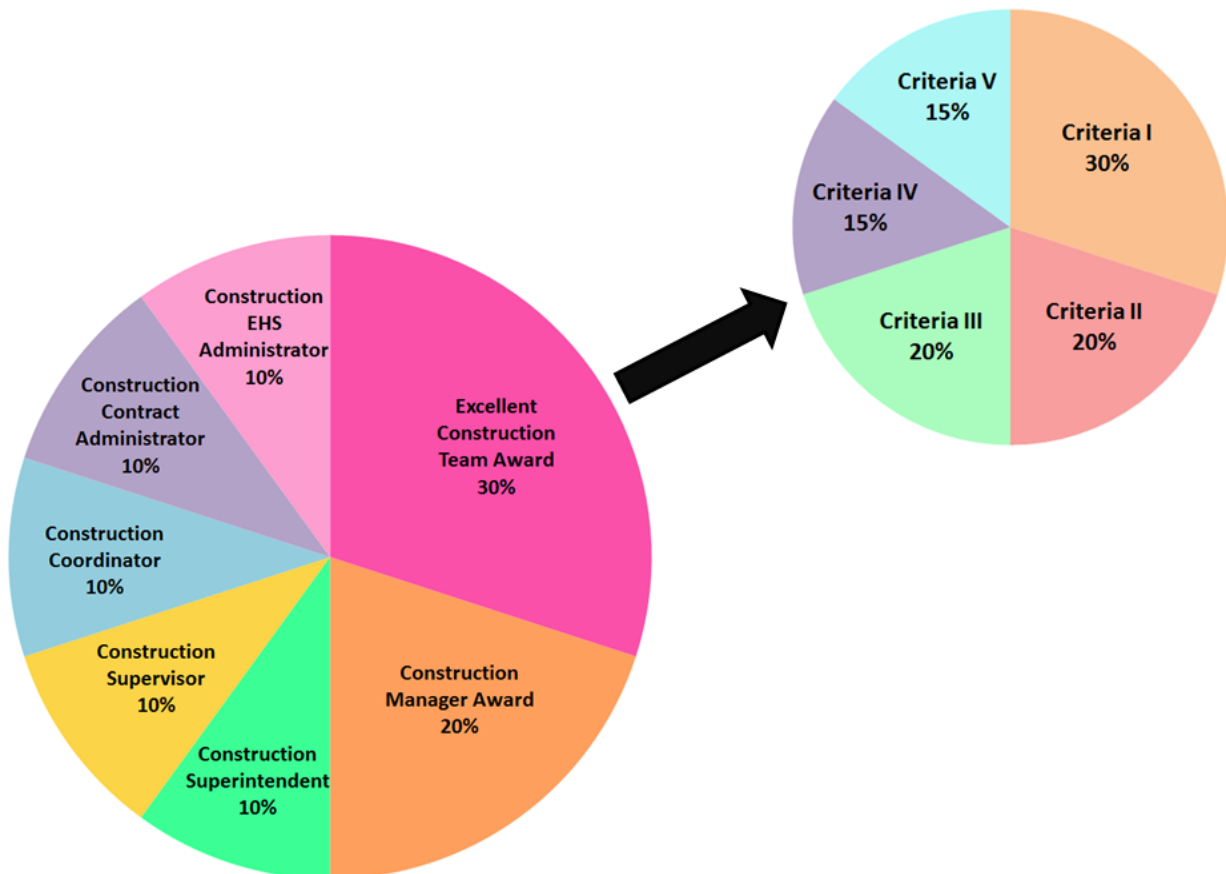 Criteria V
15%
Criteria I
30%
Criteria IV
15%
Criteria III
20%
Criteria II
20%
Construction
EHS
Administrator
10%
Construction
Contract
Administrator
10%
Excellent
Construction
Team Award
30%
Construction
Coordinator
10%
Construction
Supervisor
10%
Construction
Manager Award
20%
Construction
Superintendent
10%